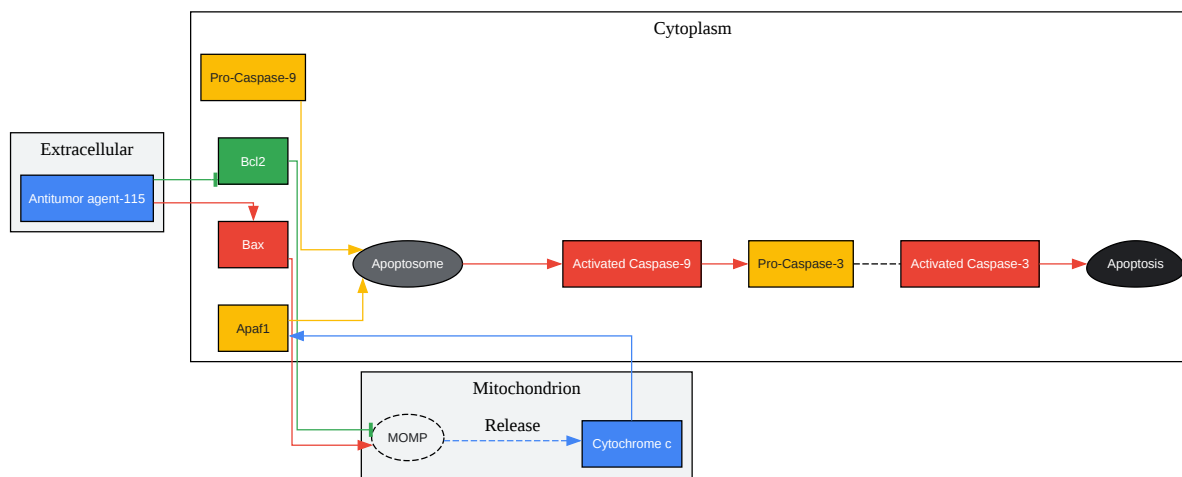 Cytoplasm
Pro-Caspase-9
Extracellular
Antitumor agent-115
Bcl2
Bax
Apoptosome
Activated Caspase-9
Pro-Caspase-3
Activated Caspase-3
Apoptosis
Apaf1
Mitochondrion
MOMP
Release
Cytochrome c